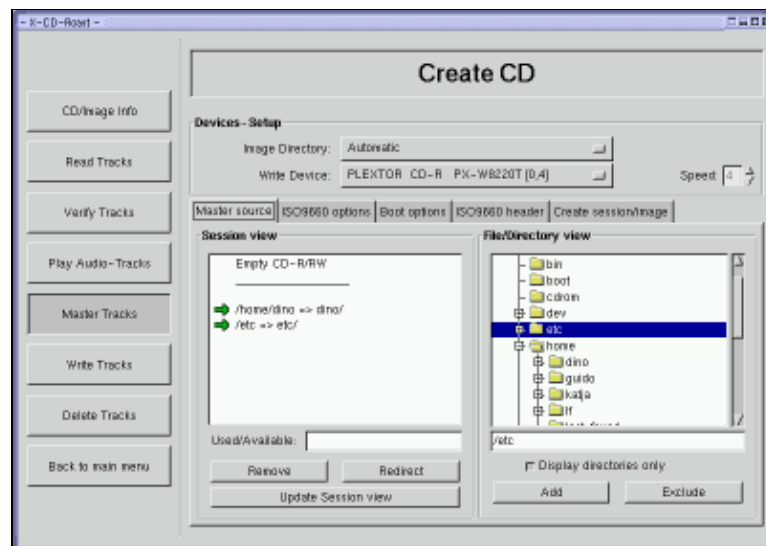 - X-CD-Roast -
Create CD
CD/Image Info
Read Tracks
Verify Tracks
Play Audio-Tracks
Master Tracks
Write Tracks
Delete Tracks
Back to main menu
Devices-Setup
Image Directory: Automatic
Write Device: PLEXTOR CD-R PX-W8220T [0,4] Speed: 4
Master source ISO9660 options Boot options ISO9660 header Create session/image
Session view
Empty CD-R/RW
/home/dino => dino/
/etc => etc/
Used/Available:
Remove Redirect
Update Session view
File/Directory view
bin
boot
cdrom
dev
etc
home
dino
guido
katja
lf
/etc
Display directories only
Add Exclude